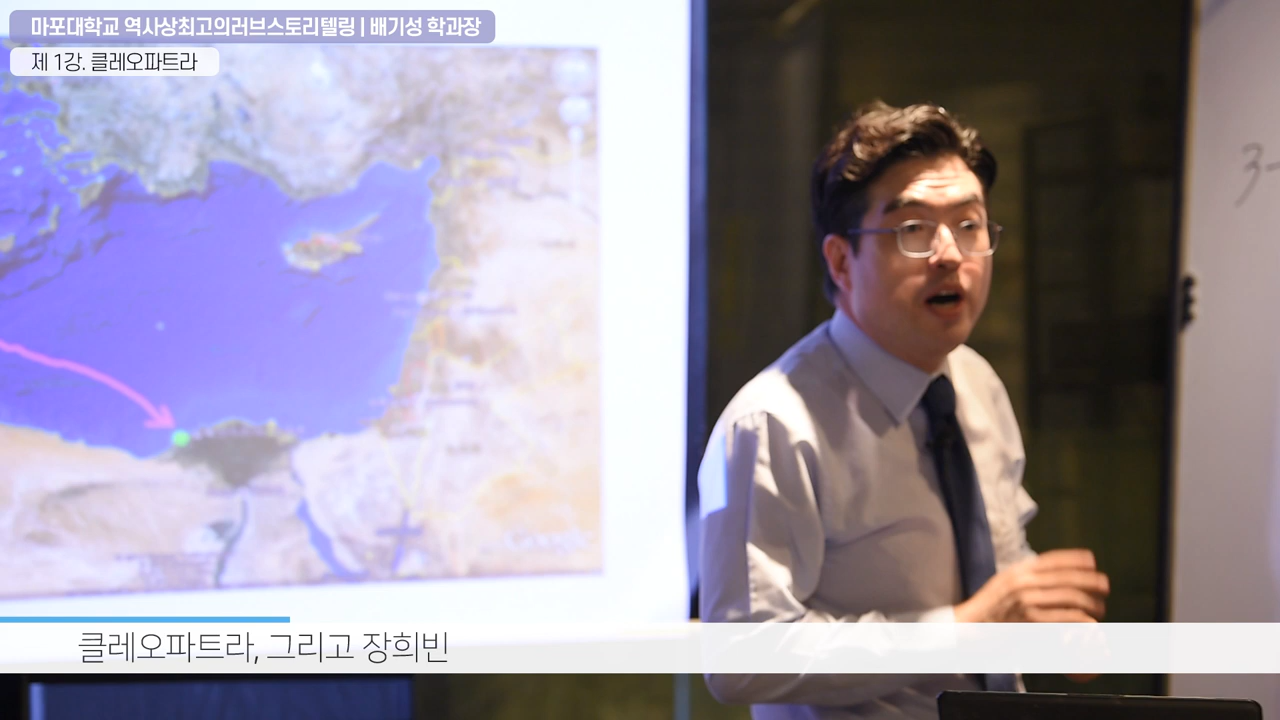 마포대학교 역사상최고의러브스토리텔링 | 배기성 학과장
제 1강. 클레오파트라
3-
클레오파트라, 그리고 장희빈